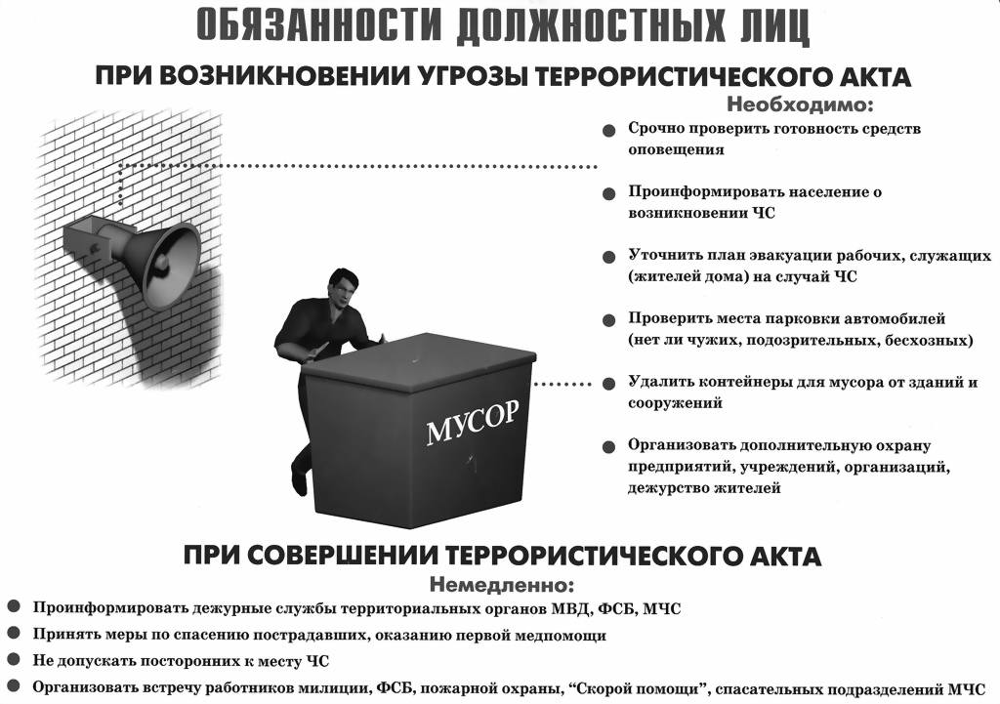 ОБЯЗАННОСТИ ДОЛЖНОСТНЫХ ЛИЦ
ПРИ ВОЗНИКНОВЕНИИ УГРОЗЫ ТЕРРОРИСТИЧЕСКОГО АКТА
Необходимо:
Срочно проверить готовность средств
оповещения
Проинформировать население о
возникновении ЧС
Уточнить план эвакуации рабочих, служащих
(жителей дома) на случай ЧС
Проверить места парковки автомобилей
(нет ли чужих, подозрительных, бесхозных)
Удалить контейнеры для мусора от зданий и
сооружений
Организовать дополнительную охрану
предприятий, учреждений, организаций,
дежурство жителей
МУСОР
ПРИ СОВЕРШЕНИИ ТЕРРОРИСТИЧЕСКОГО АКТА
Немедленно:
Проинформировать дежурные службы территориальных органов МВД, ФСБ, МЧС
Принять меры по спасению пострадавших, оказанию первой медпомощи
Не допускать посторонних к месту ЧС
Организовать встречу работников милиции, ФСБ, пожарной охраны, “Скорой помощи”, спасательных подразделений МЧС